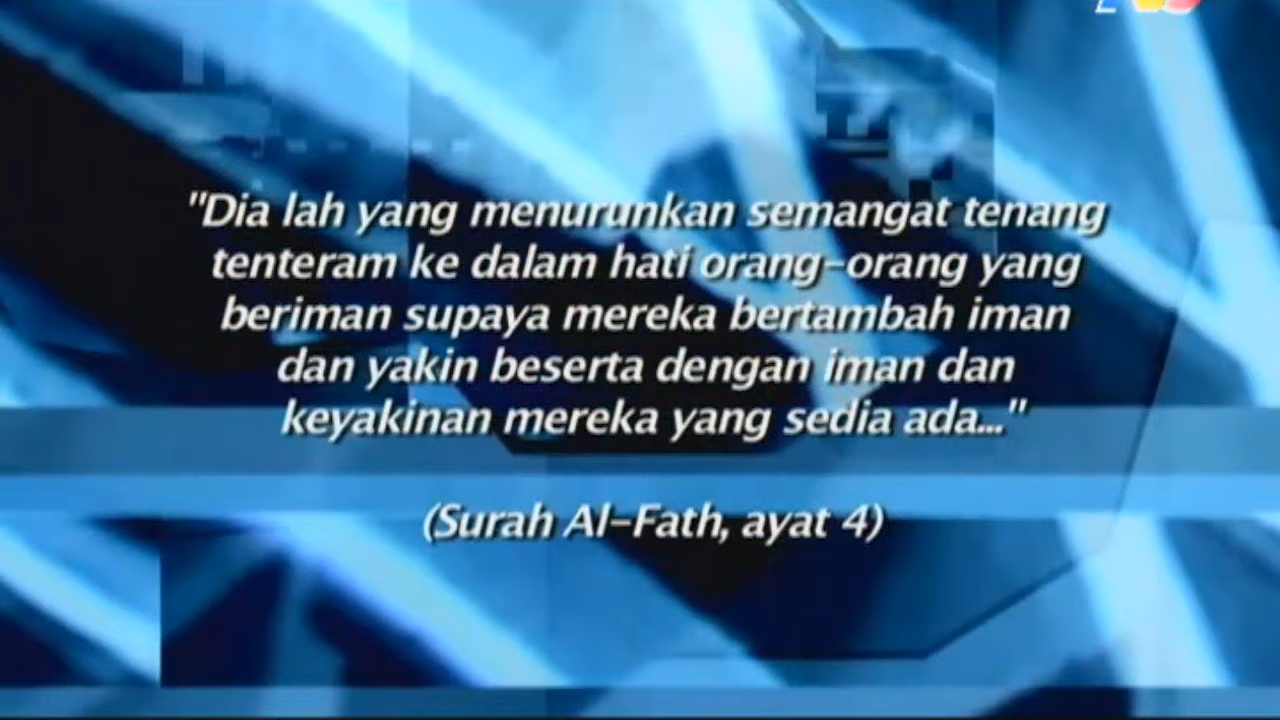 "Dia lah yang menurunkan semangat tenang
tenteram ke dalam hati orang-orang yang
beriman supaya mereka bertambah iman
dan yakin beserta dengan iman dan
keyakinan mereka yang sedia ada..."
(Surah Al-Fath, ayat 4)